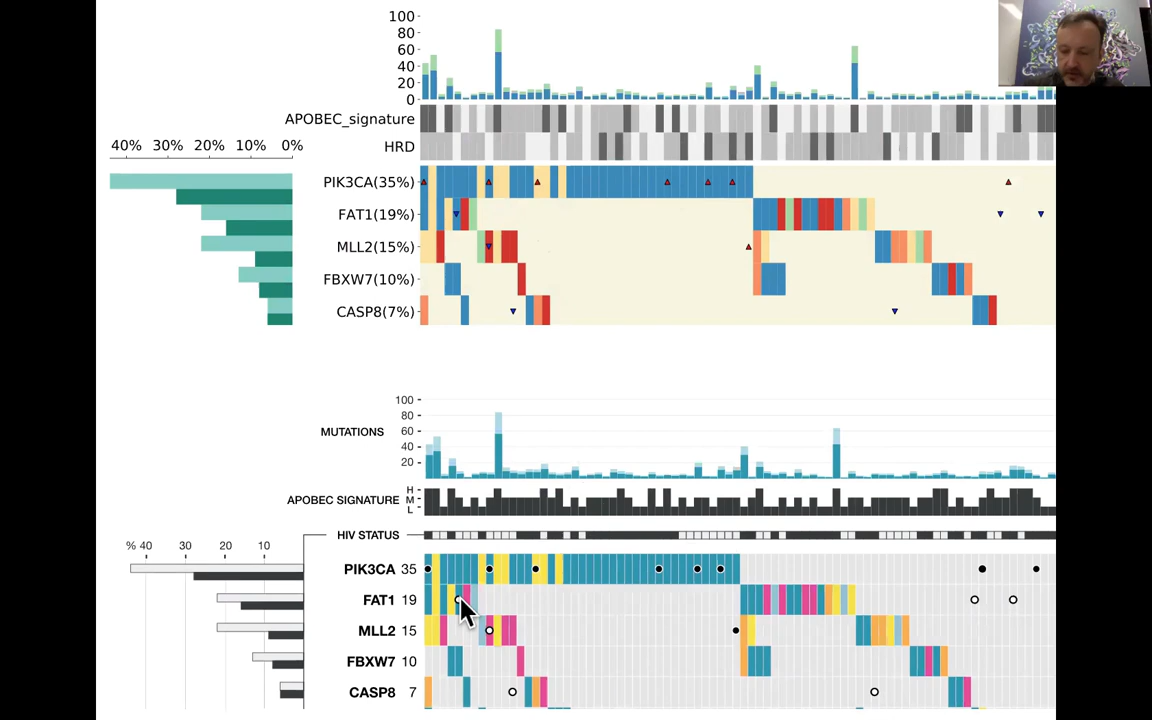 100
80
60
40
20
0
APOBEC_signature
HRD
40% 30% 20% 10% 0%
PIK3CA(35%)
FAT1(19%)
MLL2(15%)
FBXW7(10%)
CASP8(7%)
100
80
MUTATIONS
60
40
20
APOBEC SIGNATURE H
M
L
HIV STATUS
% 40 30 20 10
PIK3CA 35
FAT1 19
MLL2 15
FBXW7 10
CASP8 7